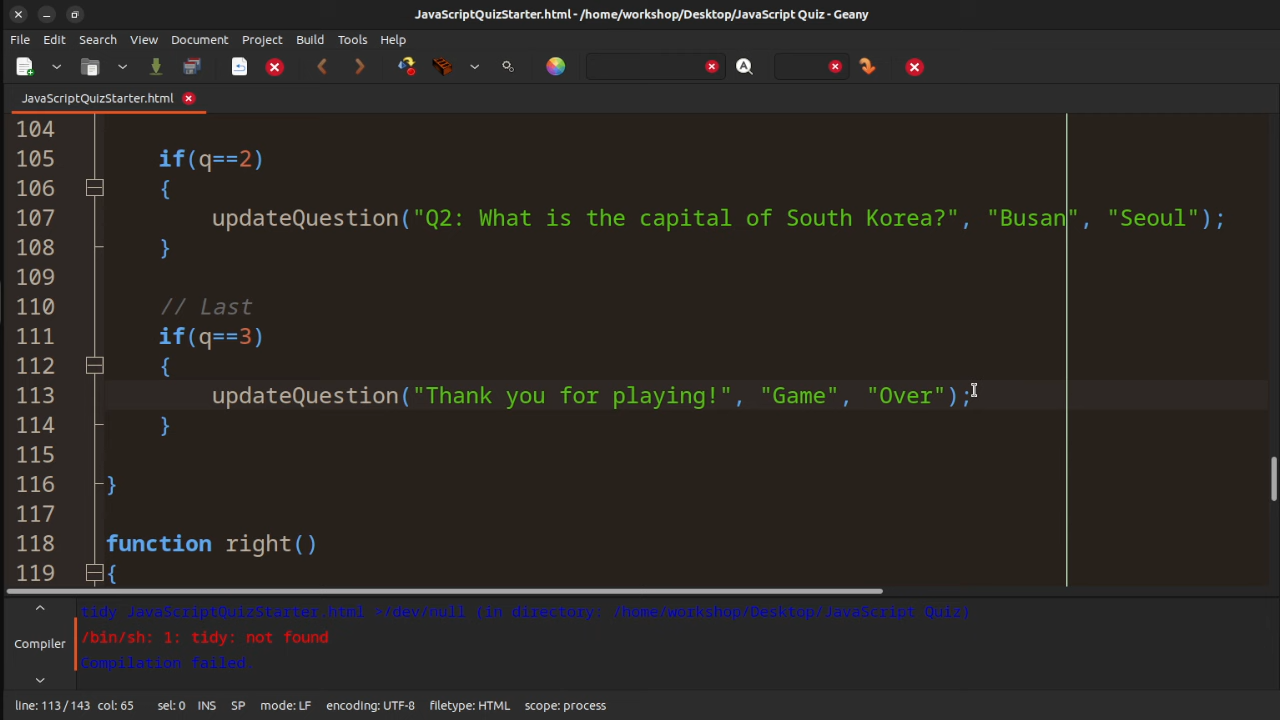 JavaScriptQuizStarter.html - /home/workshop/Desktop/JavaScript Quiz - Geany
File Edit Search View Document Project Build Tools Help
JavaScriptQuizStarter.html
104
105 if(q==2)
106 {
107 updateQuestion("Q2: What is the capital of South Korea?", "Busan", "Seoul");
108 }
109
110 // Last
111 if(q==3)
112 {
113 updateQuestion("Thank you for playing!", "Game", "Over");
114 }
115
116 }
117
118 function right()
119 {
tidy JavaScriptQuizStarter.html >/dev/null (in directory: /home/workshop/Desktop/JavaScript Quiz)
Compiler /bin/sh: 1: tidy: not found
Compilation failed
line: 113 / 143 col: 65 sel: 0 INS SP mode: LF encoding: UTF-8 filetype: HTML scope: process